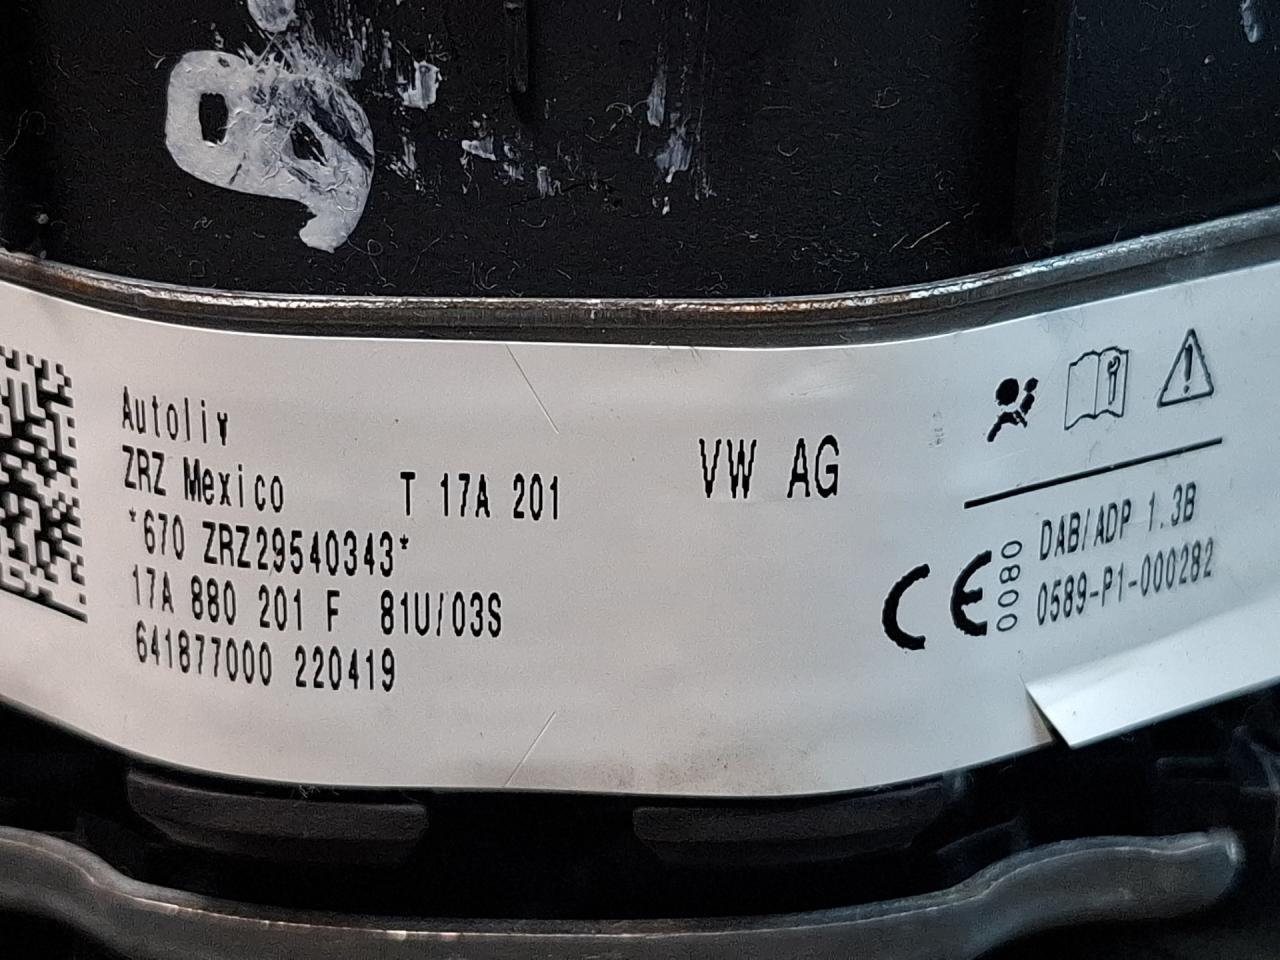 Autoliv
ZRZ Mexico T 17A 201
*670 ZRZ29540343*
17A 880 201 F 81U/03S
641877000 220419
VW AG
DAB/ADP 1.3B
0589-P1-000282
CE 0080